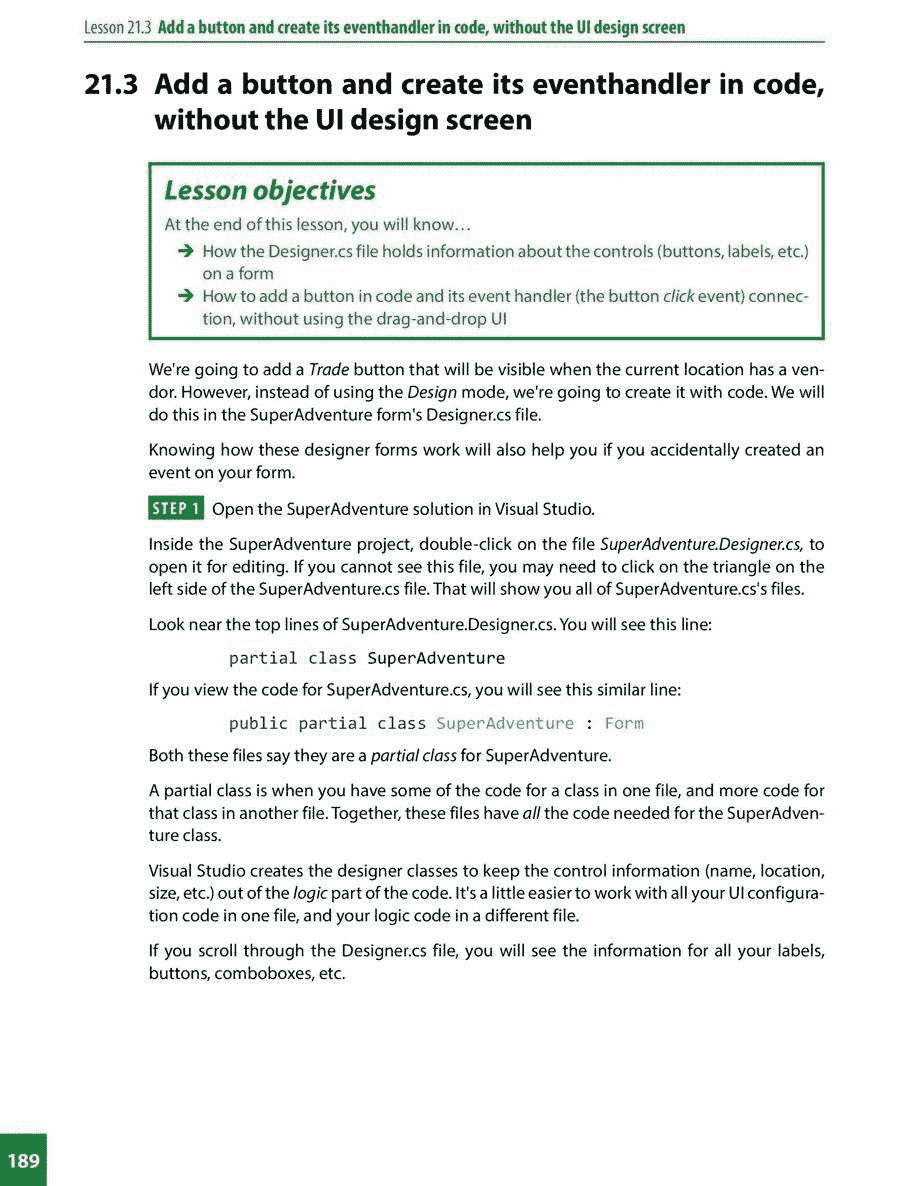 Lesson 21.3 Add a button and create its eventhandler in code, without the UI design screen
21.3 Add a button and create its eventhandler in code,
without the UI design screen
Lesson objectives
At the end of this lesson, you will know...
➔ How the Designer.cs file holds information about the controls (buttons, labels, etc.)
on a form
➔ How to add a button in code and its event handler (the button click event) connec-
tion, without using the drag-and-drop UI
We're going to add a Trade button that will be visible when the current location has a ven-
dor. However, instead of using the Design mode, we're going to create it with code. We will
do this in the SuperAdventure form's Designer.cs file.
Knowing how these designer forms work will also help you if you accidentally created an
event on your form.
STEP 1 Open the SuperAdventure solution in Visual Studio.
Inside the SuperAdventure project, double-click on the file SuperAdventure.Designer.cs, to
open it for editing. If you cannot see this file, you may need to click on the triangle on the
left side of the SuperAdventure.cs file. That will show you all of SuperAdventure.cs's files.
Look near the top lines of SuperAdventure.Designer.cs. You will see this line:
partial class SuperAdventure
If you view the code for SuperAdventure.cs, you will see this similar line:
public partial class SuperAdventure : Form
Both these files say they are a partial class for SuperAdventure.
A partial class is when you have some of the code for a class in one file, and more code for
that class in another file. Together, these files have all the code needed for the SuperAdven-
ture class.
Visual Studio creates the designer classes to keep the control information (name, location,
size, etc.) out of the logic part of the code. It's a little easier to work with all your UI configura-
tion code in one file, and your logic code in a different file.
If you scroll through the Designer.cs file, you will see the information for all your labels,
buttons, comboboxes, etc.
189